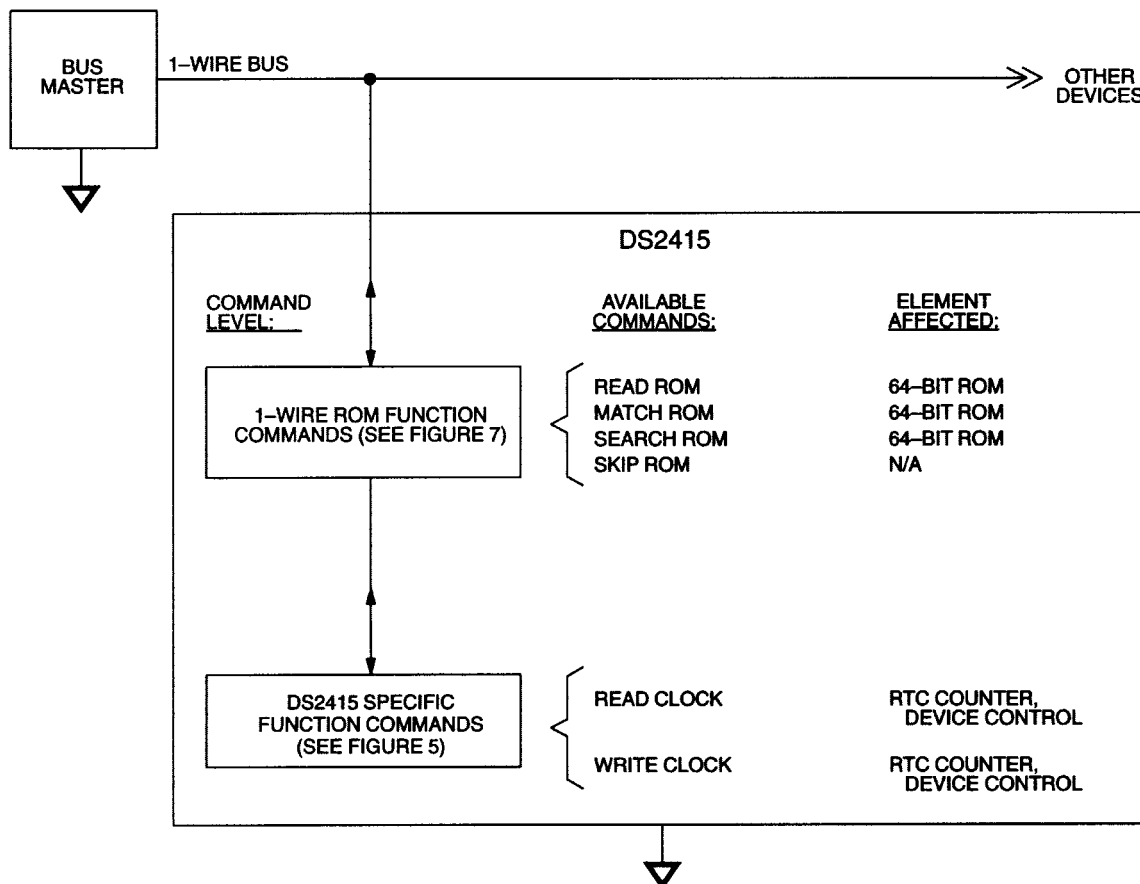 BUS
MASTER
1–WIRE BUS
OTHER
DEVICES
DS2415
COMMAND
LEVEL:
AVAILABLE
COMMANDS:
ELEMENT
AFFECTED:
1–WIRE ROM FUNCTION
COMMANDS (SEE FIGURE 7)
READ ROM 64–BIT ROM
MATCH ROM 64–BIT ROM
SEARCH ROM 64–BIT ROM
SKIP ROM N/A
DS2415 SPECIFIC
FUNCTION COMMANDS
(SEE FIGURE 5)
READ CLOCK RTC COUNTER,
DEVICE CONTROL
WRITE CLOCK RTC COUNTER,
DEVICE CONTROL